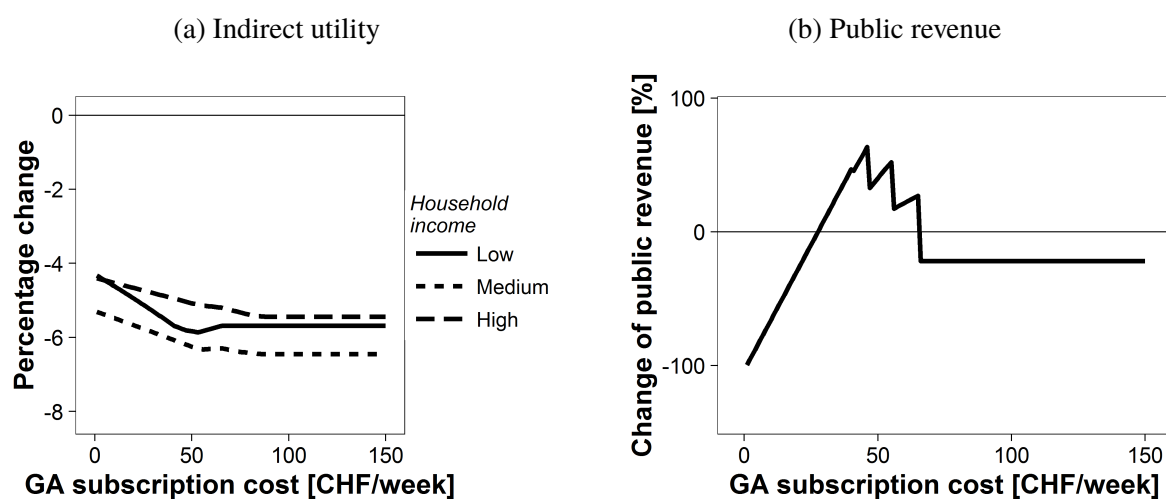 (a) Indirect utility
Percentage change
0
-2
-4
-6
-8
0
50
100
150
GA subscription cost [CHF/week]
Household
income
Low
Medium
High
(b) Public revenue
Change of public revenue [%]
100
0
-100
0
50
100
150
GA subscription cost [CHF/week]